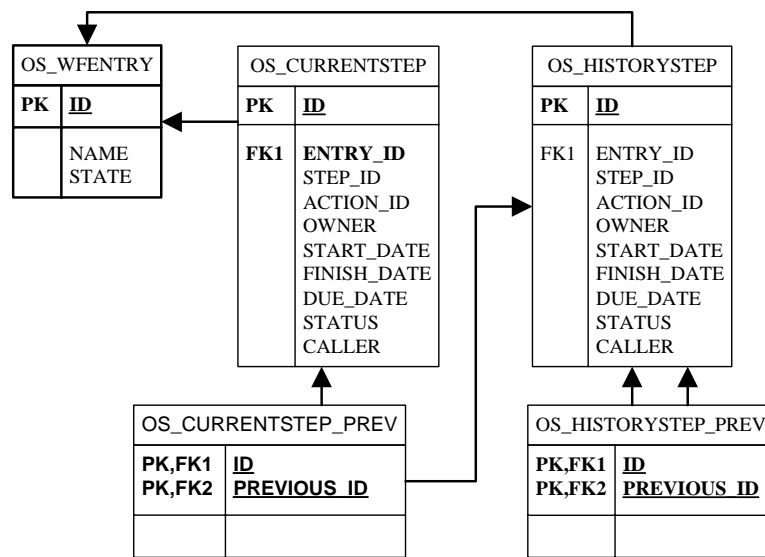 OS_WFENTRY
PK ID
NAME
STATE
OS_CURRENTSTEP
PK ID
FK1 ENTRY_ID
STEP_ID
ACTION_ID
OWNER
START_DATE
FINISH_DATE
DUE_DATE
STATUS
CALLER
OS_HISTORYSTEP
PK ID
FK1 ENTRY_ID
STEP_ID
ACTION_ID
OWNER
START_DATE
FINISH_DATE
DUE_DATE
STATUS
CALLER
OS_CURRENTSTEP_PREV
PK,FK1 ID
PK,FK2 PREVIOUS_ID
OS_HISTORYSTEP_PREV
PK,FK1 ID
PK,FK2 PREVIOUS_ID